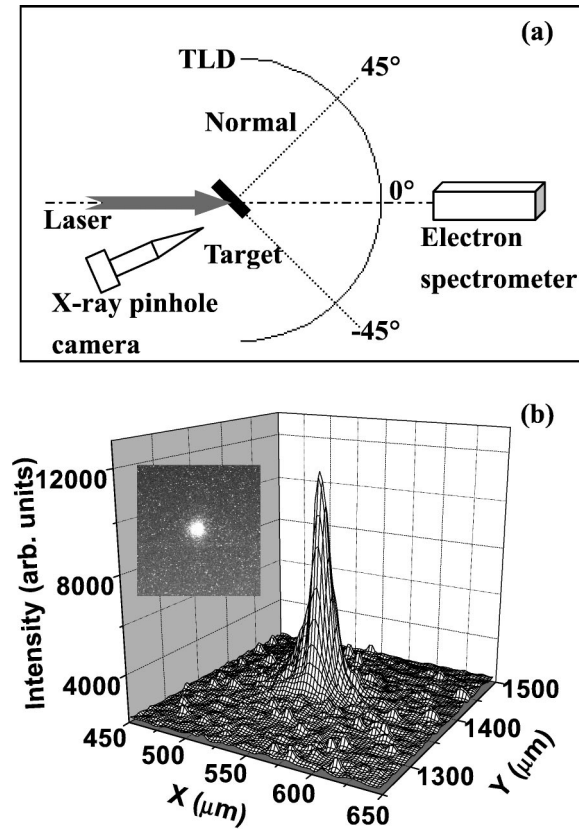 (a)
TLD
45°
Normal
0°
Laser
Target
Electron
spectrometer
X-ray pinhole
camera
-45°
(b)
Intensity (arb. units)
12000
8000
4000
450
500
550
600
650
X (μm)
1300
1400
1500
Y (μm)